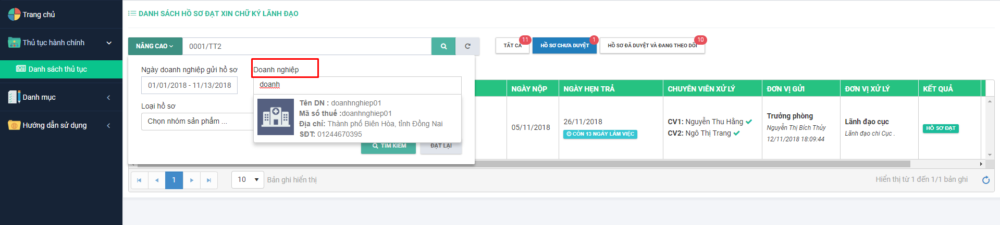 Trang chủ
Thủ tục hành chính
Danh sách thủ tục
Danh mục
Hướng dẫn sử dụng
DANH SÁCH HỒ SƠ ĐẠT XIN CHỮ KÝ LÃNH ĐẠO
NÂNG CAO
0001/TT2
TẤT CẢ
11
HỒ SƠ CHƯA DUYỆT
1
HỒ SƠ ĐÃ DUYỆT VÀ ĐANG THEO DÕI
10
Ngày doanh nghiệp gửi hồ sơ
Doanh nghiệp
01/01/2018 - 11/13/2018
doanh
Tên DN : doanhnghiep01
Mã số thuế :doanhnghiep01
Địa chỉ: Thành phố Biên Hòa, tỉnh Đồng Nai
SĐT: 01244670395
Loại hồ sơ
Chọn nhóm sản phẩm ...
TÌM KIẾM
ĐẶT LẠI
NGÀY NỘP
NGÀY HẸN TRẢ
CHUYÊN VIÊN XỬ LÝ
ĐƠN VỊ GỬI
ĐƠN VỊ XỬ LÝ
KẾT QUẢ
05/11/2018
26/11/2018
CÒN 13 NGÀY LÀM VIỆC
CV1: Nguyễn Thu Hằng
CV2: Ngô Thị Trang
Trưởng phòng
Nguyễn Thị Bích Thủy
12/11/2018 18:09:44
Lãnh đạo cục
Lãnh đạo chi Cục .
HỒ SƠ ĐẠT
1
10
Bản ghi hiển thị
Hiển thị từ 1 đến 1/1 bản ghi